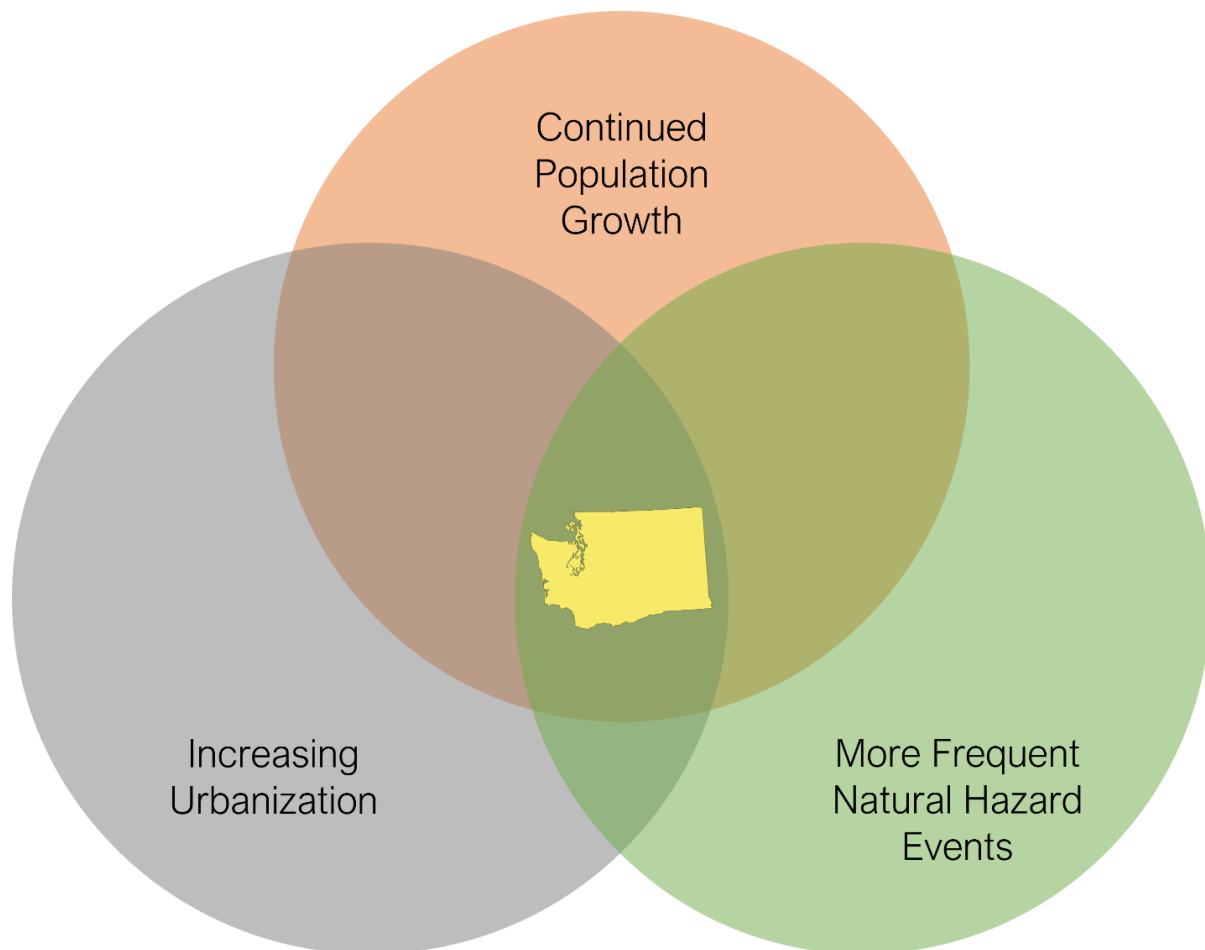 Continued
Population
Growth
Increasing
Urbanization
More Frequent
Natural Hazard
Events